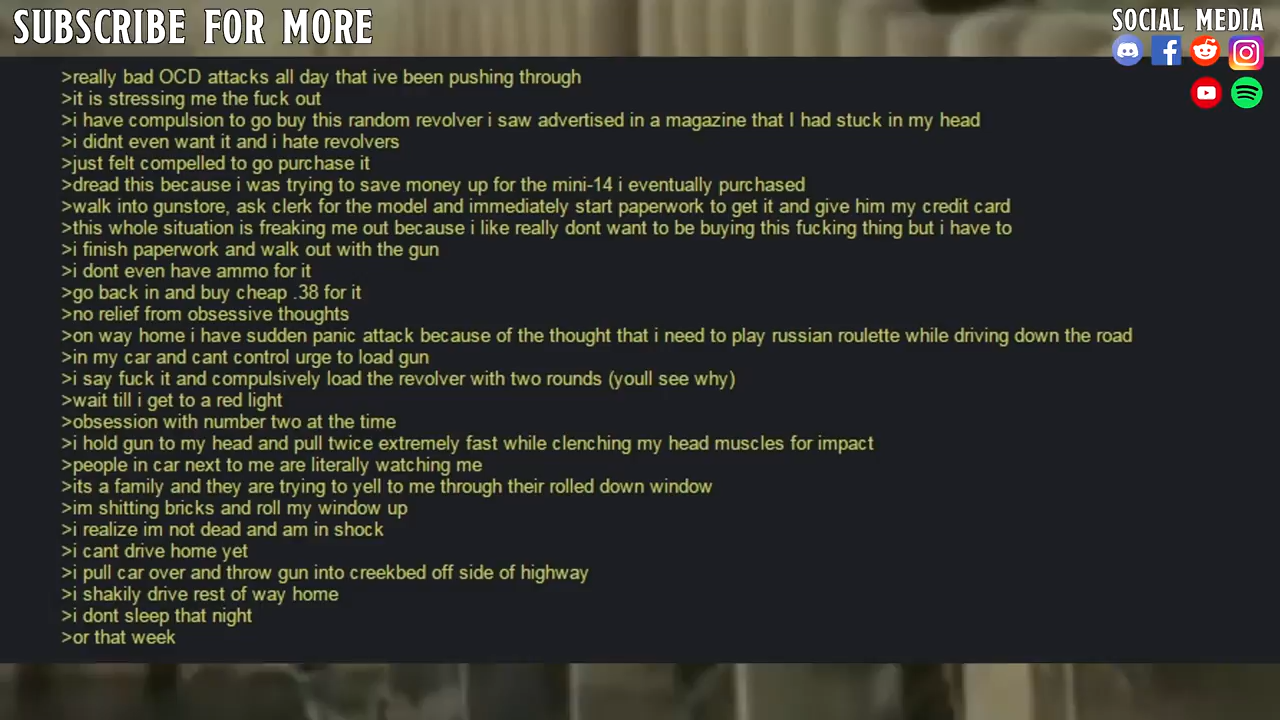 SUBSCRIBE FOR MORE
SOCIAL MEDIA
>really bad OCD attacks all day that ive been pushing through
>it is stressing me the fuck out
>i have compulsion to go buy this random revolver i saw advertised in a magazine that I had stuck in my head
>i didnt even want it and i hate revolvers
>just felt compelled to go purchase it
>dread this because i was trying to save money up for the mini-14 i eventually purchased
>walk into gunstore, ask clerk for the model and immediately start paperwork to get it and give him my credit card
>this whole situation is freaking me out because i like really dont want to be buying this fucking thing but i have to
>i finish paperwork and walk out with the gun
>i dont even have ammo for it
>go back in and buy cheap .38 for it
>no relief from obsessive thoughts
>on way home i have sudden panic attack because of the thought that i need to play russian roulette while driving down the road
>in my car and cant control urge to load gun
>i say fuck it and compulsively load the revolver with two rounds (youll see why)
>wait till i get to a red light
>obsession with number two at the time
>i hold gun to my head and pull twice extremely fast while clenching my head muscles for impact
>people in car next to me are literally watching me
>its a family and they are trying to yell to me through their rolled down window
>im shitting bricks and roll my window up
>i realize im not dead and am in shock
>i cant drive home yet
>i pull car over and throw gun into creekbed off side of highway
>i shakily drive rest of way home
>i dont sleep that night
>or that week